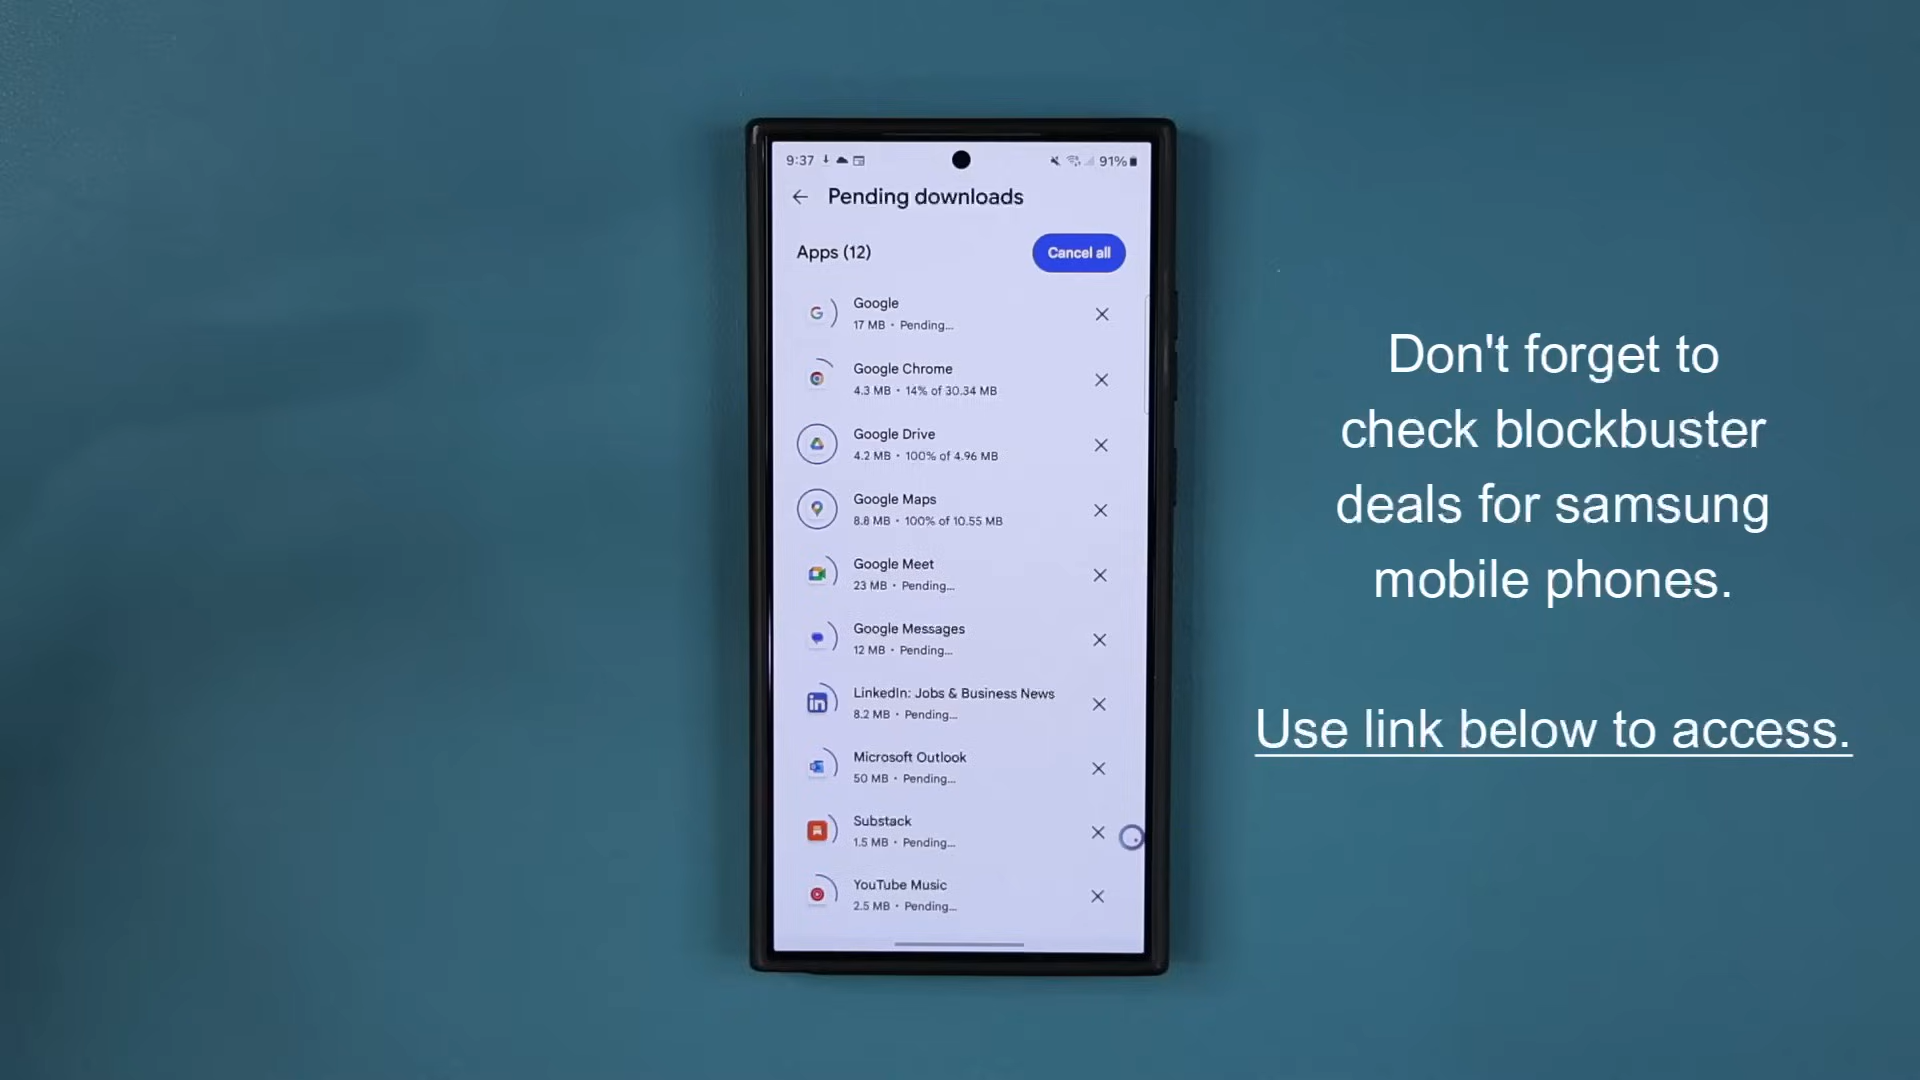 9:37
91%
Pending downloads
Apps (12)
Cancel all
Google
17 MB • Pending...
Google Chrome
4.3 MB • 14% of 30.34 MB
Google Drive
4.2 MB • 100% of 4.96 MB
Google Maps
8.8 MB • 100% of 10.55 MB
Google Meet
23 MB • Pending...
Google Messages
12 MB • Pending...
LinkedIn: Jobs & Business News
8.2 MB • Pending...
Microsoft Outlook
50 MB • Pending...
Substack
1.5 MB • Pending...
YouTube Music
2.5 MB • Pending...
Don't forget to
check blockbuster
deals for samsung
mobile phones.
Use link below to access.